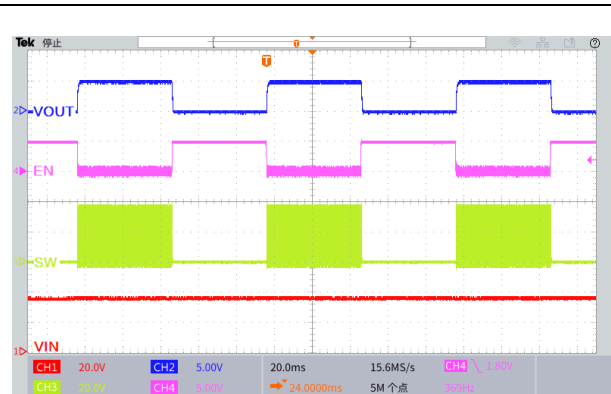 Tek 停止
T
T
2 VOUT
4 EN
SW
VIN
1
CH1 20.0V CH2 5.00V 20.0ms 15.6MS/s CH4 1.80V
CH3 20.0V CH4 5.00V 24.0000ms 5M 个点 365Hz